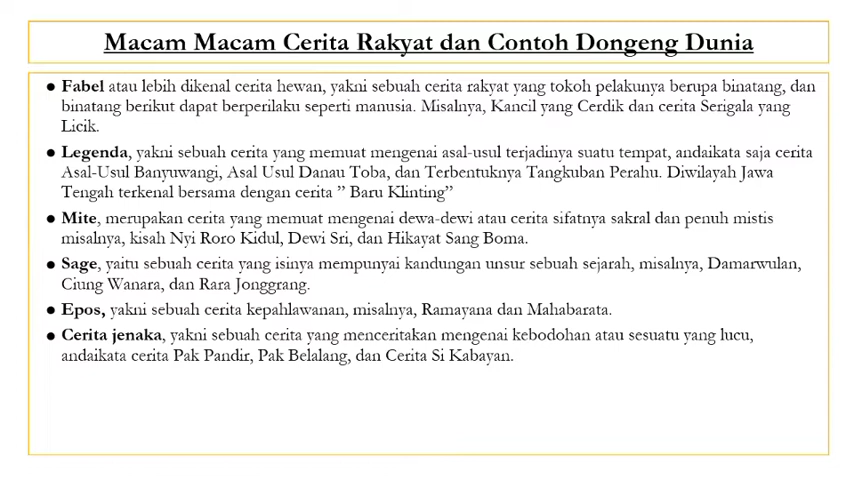 Macam Macam Cerita Rakyat dan Contoh Dongeng Dunia
● Fabel atau lebih dikenal cerita hewan, yakni sebuah cerita rakyat yang tokoh pelakunya berupa binatang, dan
binatang berikut dapat berperilaku seperti manusia. Misalnya, Kancil yang Cerdik dan cerita Serigala yang
Licik.
● Legenda, yakni sebuah cerita yang memuat mengenai asal-usul terjadinya suatu tempat, andaikata saja cerita
Asal-Usul Banyuwangi, Asal Usul Danau Toba, dan Terbentuknya Tangkuban Perahu. Diwilayah Jawa
Tengah terkenal bersama dengan cerita ” Baru Klinting”
● Mite, merupakan cerita yang memuat mengenai dewa-dewi atau cerita sifatnya sakral dan penuh mistis
misalnya, kisah Nyi Roro Kidul, Dewi Sri, dan Hikayat Sang Boma.
● Sage, yaitu sebuah cerita yang isinya mempunyai kandungan unsur sebuah sejarah, misalnya, Damarwulan,
Ciung Wanara, dan Rara Jonggrang.
● Epos, yakni sebuah cerita kepahlawanan, misalnya, Ramayana dan Mahabarata.
● Cerita jenaka, yakni sebuah cerita yang menceritakan mengenai kebodohan atau sesuatu yang lucu,
andaikata cerita Pak Pandir, Pak Belalang, dan Cerita Si Kabayan.